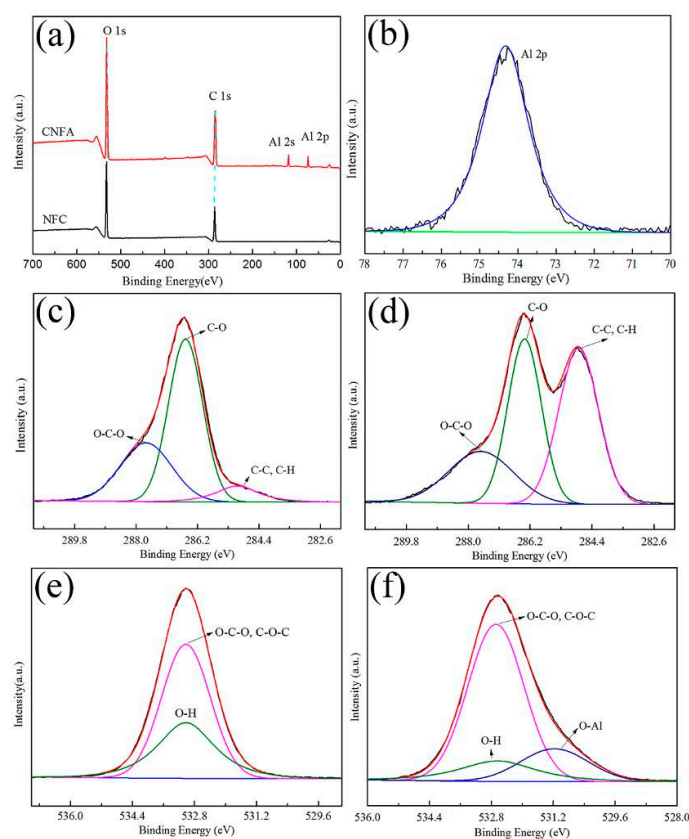 (a)
O 1s
C 1s
CNFA
Al 2s
Al 2p
NFC
Intensity (a.u.)
700 600 500 400 300 200 100 0
Binding Energy(eV)
(b)
Al 2p
Intensity (a.u.)
78 77 76 75 74 73 72 71 70
Binding Energy (eV)
(c)
C-O
O-C-O
C-C, C-H
Intensity (a.u.)
289.8 288.0 286.2 284.4 282.6
Binding Energy (eV)
(d)
C-O
C-C, C-H
O-C-O
Intensity (a.u.)
289.8 288.0 286.2 284.4 282.6
Binding Energy (eV)
(e)
O-C-O, C-O-C
O-H
Intensity(a.u.)
536.0 534.4 532.8 531.2 529.6
Binding Energy (eV)
(f)
O-C-O, C-O-C
O-Al
O-H
Intensity (a.u.)
536.0 534.4 532.8 531.2 529.6 528.0
Binding Energy (eV)